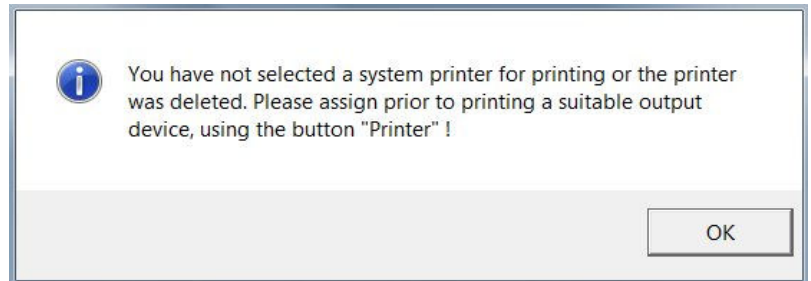 You have not selected a system printer for printing or the printer
was deleted. Please assign prior to printing a suitable output
device, using the button "Printer" !
OK